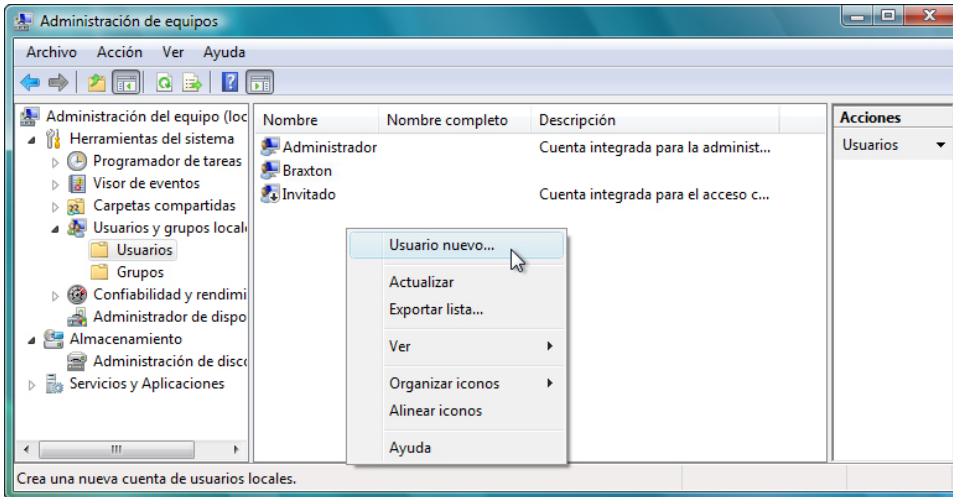 Administración de equipos
Archivo Acción Ver Ayuda
Administración del equipo (loc
Herramientas del sistema
Programador de tareas
Visor de eventos
Carpetas compartidas
Usuarios y grupos local
Usuarios
Grupos
Confiabilidad y rendimi
Administrador de dispo
Almacenamiento
Administración de disc
Servicios y Aplicaciones
Nombre Nombre completo Descripción
Administrador Cuenta integrada para la administ...
Braxton
Invitado Cuenta integrada para el acceso c...
Usuario nuevo...
Actualizar
Exportar lista...
Ver
Organizar iconos
Alinear iconos
Ayuda
Acciones
Usuarios
Crea una nueva cuenta de usuarios locales.